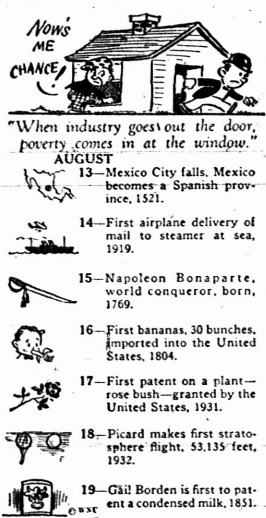 NOW'S
ME
CHANCE!
"When industry goes out the door,
poverty comes in at the window."
AUGUST
13—Mexico City falls, Mexico
becomes a Spanish prov-
ince, 1521.
14—First airplane delivery of
mail to steamer at sea,
1919.
15—Napoleon Bonaparte,
world conqueror, born,
1769.
16—First bananas, 30 bunches,
imported into the United
States, 1804.
17—First patent on a plant—
rose bush—granted by the
United States, 1931.
18—Picard makes first strato-
sphere flight, 53,135 feet,
1932.
19—Gail Borden is first to pat-
ent a condensed milk, 1851.